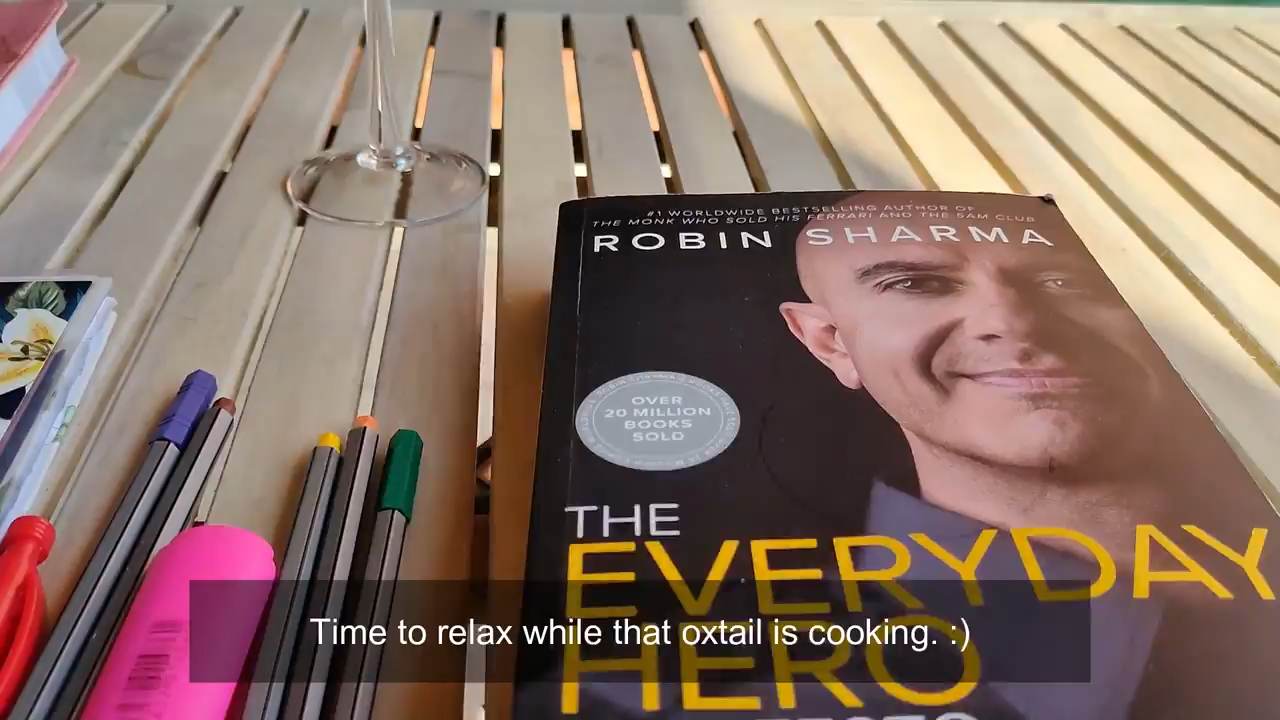 #1 WORLDWIDE BESTSELLING AUTHOR OF
THE MONK WHO SOLD HIS FERRARI AND THE 5AM CLUB
ROBIN SHARMA
OVER
20 MILLION
BOOKS
SOLD
THE
EVERYDAY
HERO
Time to relax while that oxtail is cooking. :)